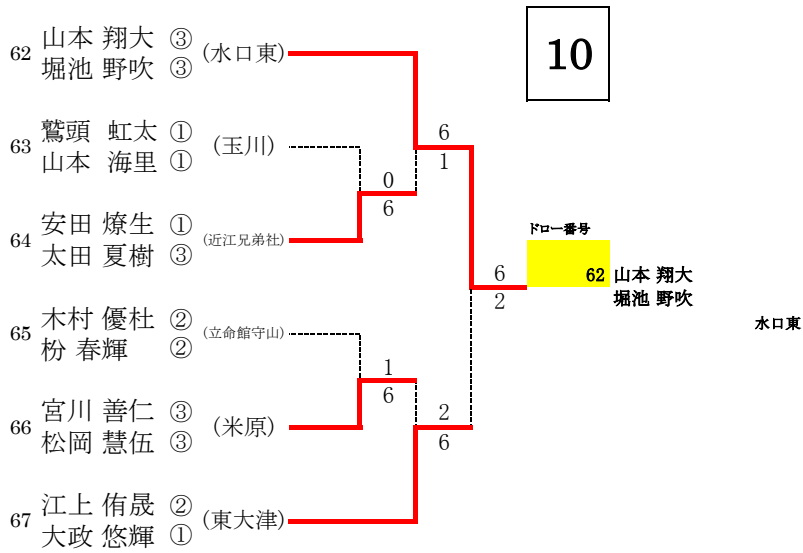 10
62 山本 翔大 ③ (水口東)
堀池 野吹 ③
63 鷲頭 虹太 ① (玉川)
山本 海里 ①
64 安田 燎生 ① (近江兄弟社)
太田 夏樹 ③
65 木村 優杜 ② (立命館守山)
枌 春輝 ②
66 宮川 善仁 ③ (米原)
松岡 慧伍 ③
67 江上 侑晟 ② (東大津)
大政 悠輝 ①
0
6
1
6
6
1
2
6
6
2
ドロー番号
62 山本 翔大
堀池 野吹
水口東